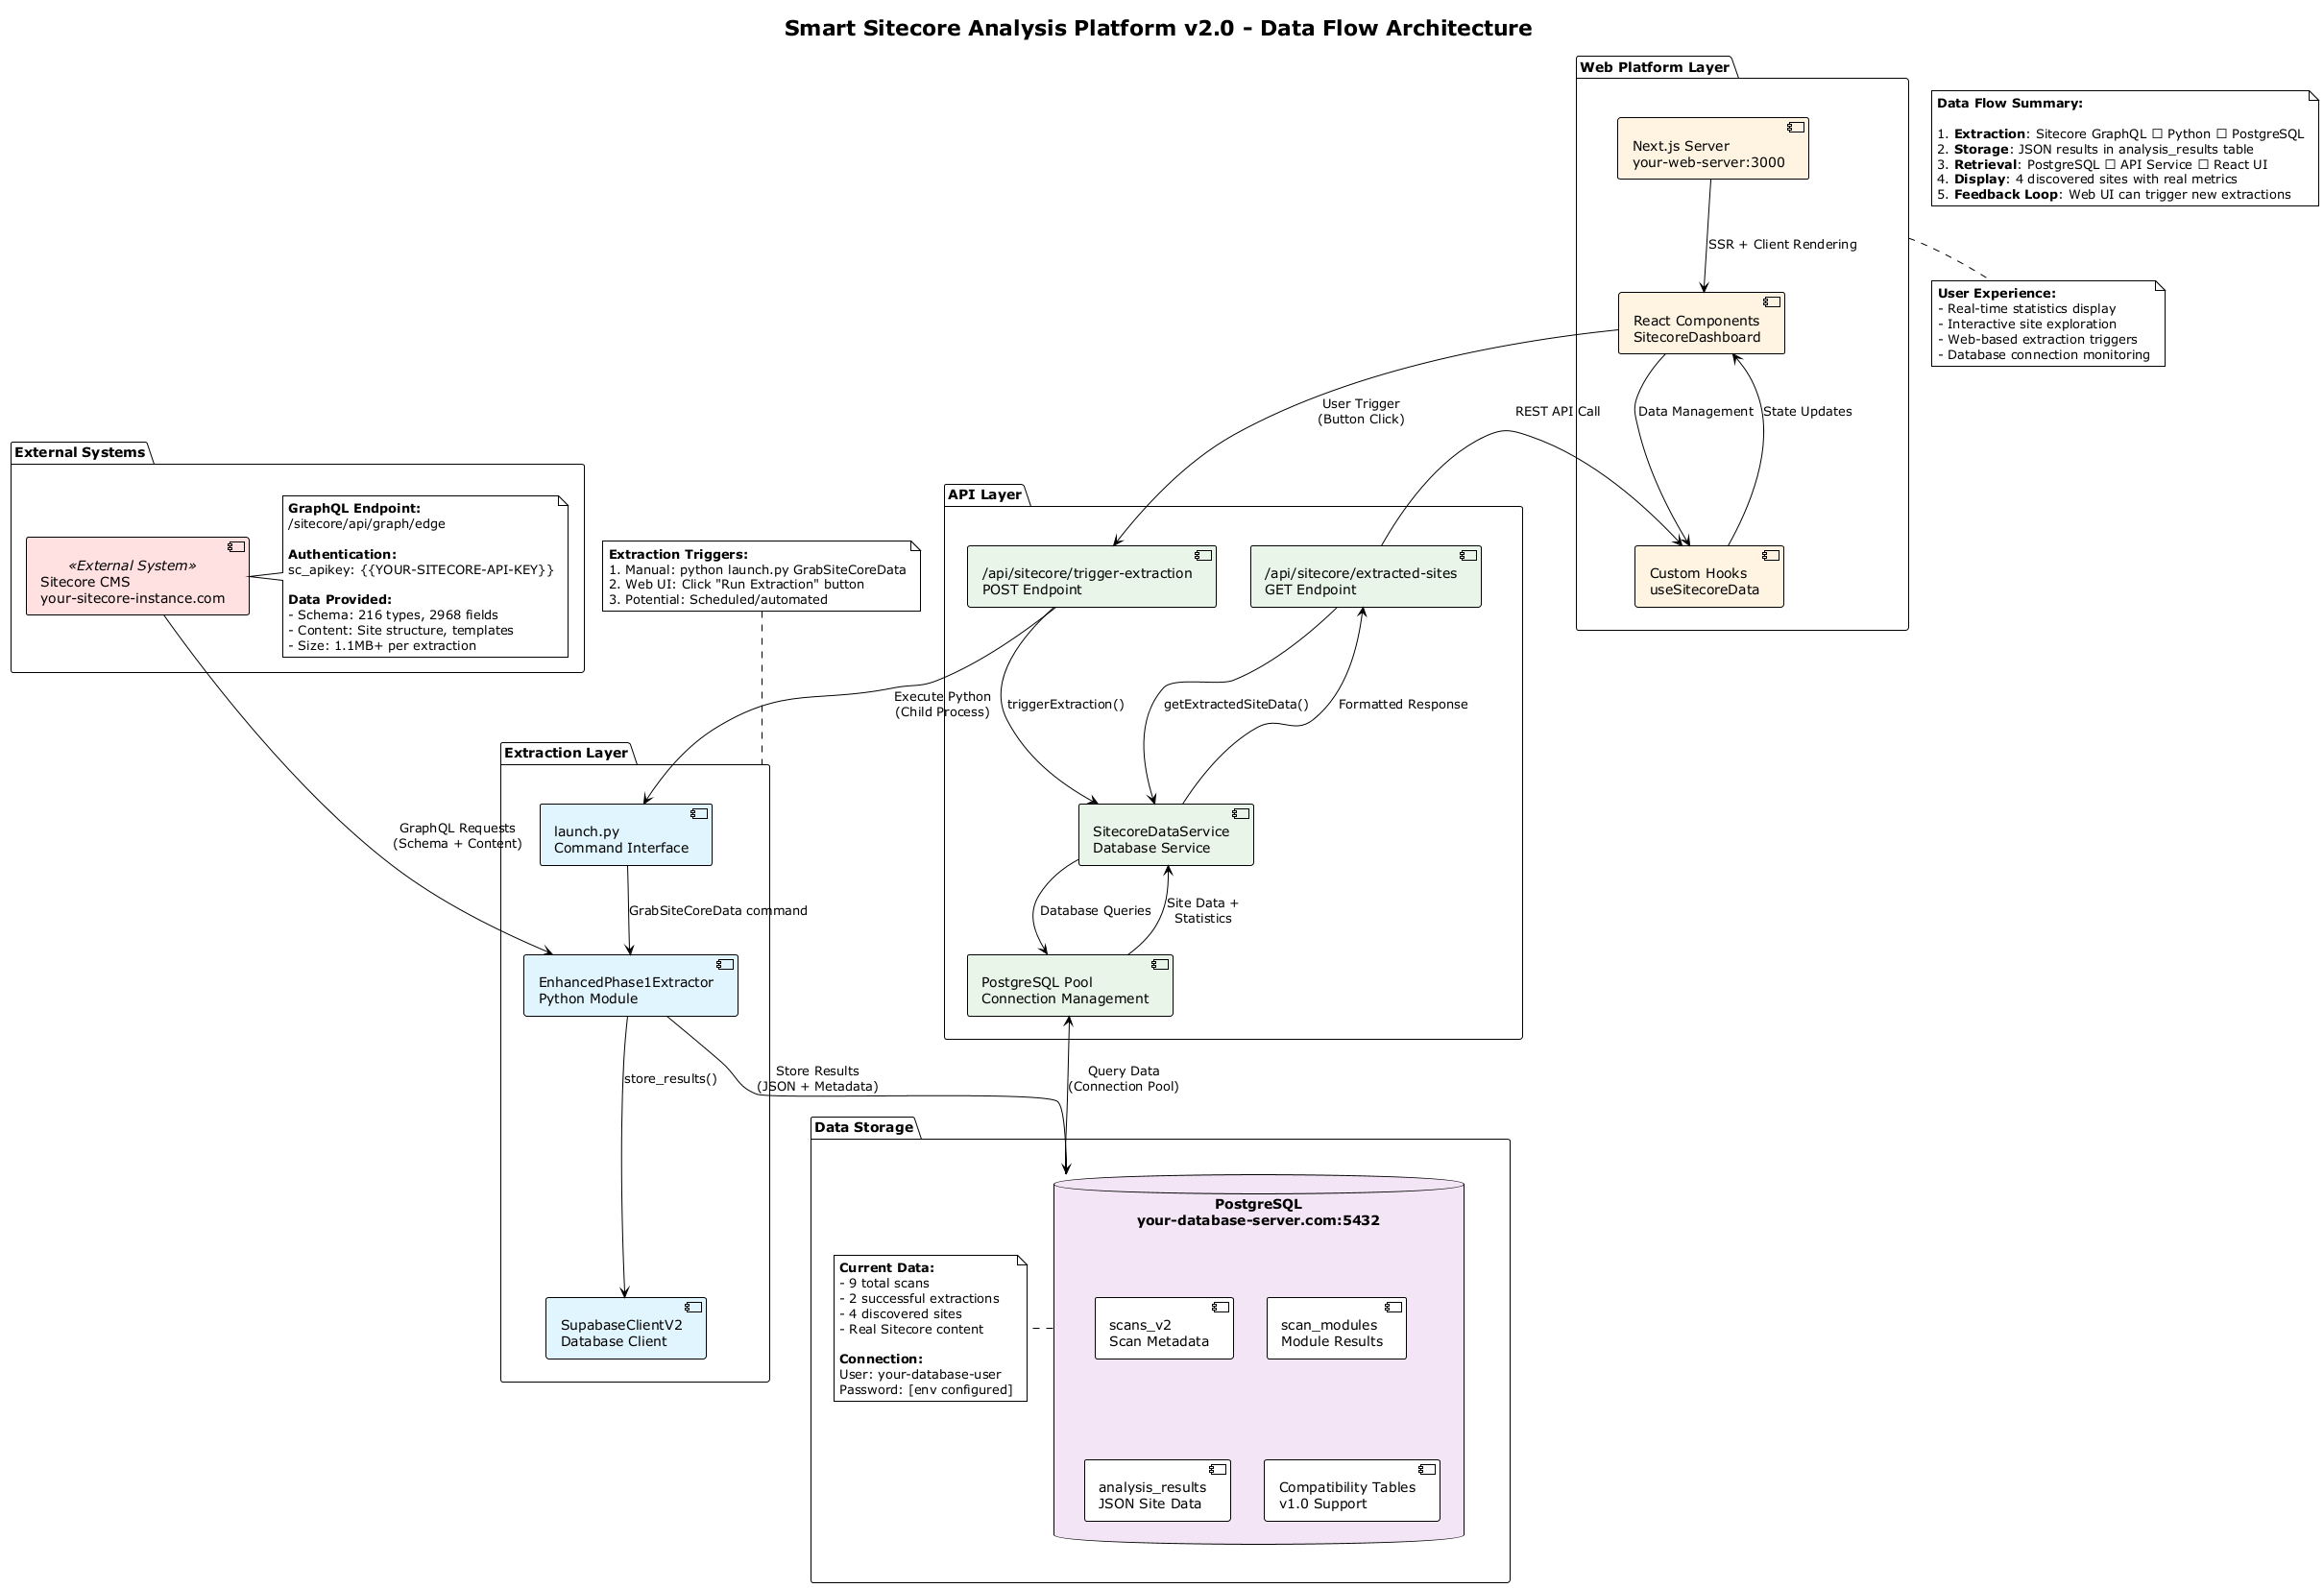 Smart Sitecore Analysis Platform v2.0 - Data Flow Architecture
Web Platform Layer
Next.js Server
your-web-server:3000
Data Flow Summary:
1. Extraction: Sitecore GraphQL □ Python □ PostgreSQL
2. Storage: JSON results in analysis_results table
3. Retrieval: PostgreSQL □ API Service □ React UI
4. Display: 4 discovered sites with real metrics
5. Feedback Loop: Web UI can trigger new extractions
SSR + Client Rendering
User Experience:
- Real-time statistics display
- Interactive site exploration
- Web-based extraction triggers
- Database connection monitoring
React Components
SitecoreDashboard
User Trigger
(Button Click)
REST API Call
Data Management
State Updates
Custom Hooks
useSitecoreData
External Systems
«External System»
Sitecore CMS
your-sitecore-instance.com
GraphQL Endpoint:
/sitecore/api/graph/edge
Authentication:
sc_apikey: {{YOUR-SITECORE-API-KEY}}
Data Provided:
- Schema: 216 types, 2968 fields
- Content: Site structure, templates
- Size: 1.1MB+ per extraction
Extraction Triggers:
1. Manual: python launch.py GrabSiteCoreData
2. Web UI: Click "Run Extraction" button
3. Potential: Scheduled/automated
API Layer
/api/sitecore/trigger-extraction
POST Endpoint
/api/sitecore/extracted-sites
GET Endpoint
Execute Python
(Child Process)
triggerExtraction()
getExtractedSiteData()
Formatted Response
SitecoreDataService
Database Service
Database Queries
Site Data +
Statistics
PostgreSQL Pool
Connection Management
Extraction Layer
launch.py
Command Interface
GraphQL Requests
(Schema + Content)
GrabSiteCoreData command
EnhancedPhase1Extractor
Python Module
store_results()
Store Results
(JSON + Metadata)
Query Data
(Connection Pool)
SupabaseClientV2
Database Client
Data Storage
PostgreSQL
your-database-server.com:5432
Current Data:
- 9 total scans
- 2 successful extractions
- 4 discovered sites
- Real Sitecore content
Connection:
User: your-database-user
Password: [env configured]
scans_v2
Scan Metadata
scan_modules
Module Results
analysis_results
JSON Site Data
Compatibility Tables
v1.0 Support